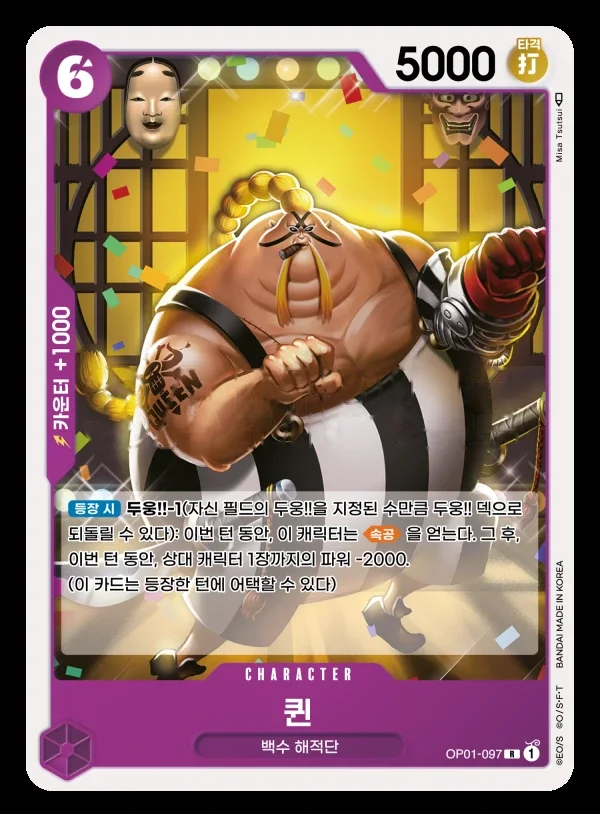 6
5000
타격
打
Misa Tsutsui
카운터 +1000
등장 시 두웅!!-1(자신 필드의 두웅!!을 지정된 수만큼 두웅!! 덱으로
되돌릴 수 있다): 이번 턴 동안, 이 캐릭터는 속공 을 얻는다. 그 후,
이번 턴 동안, 상대 캐릭터 1장까지의 파워 -2000.
(이 카드는 등장한 턴에 어택할 수 있다)
CHARACTER
퀸
백수 해적단
OP01-097 R 1
©EO/S ©O/S·F·T BANDAI MADE IN KOREA